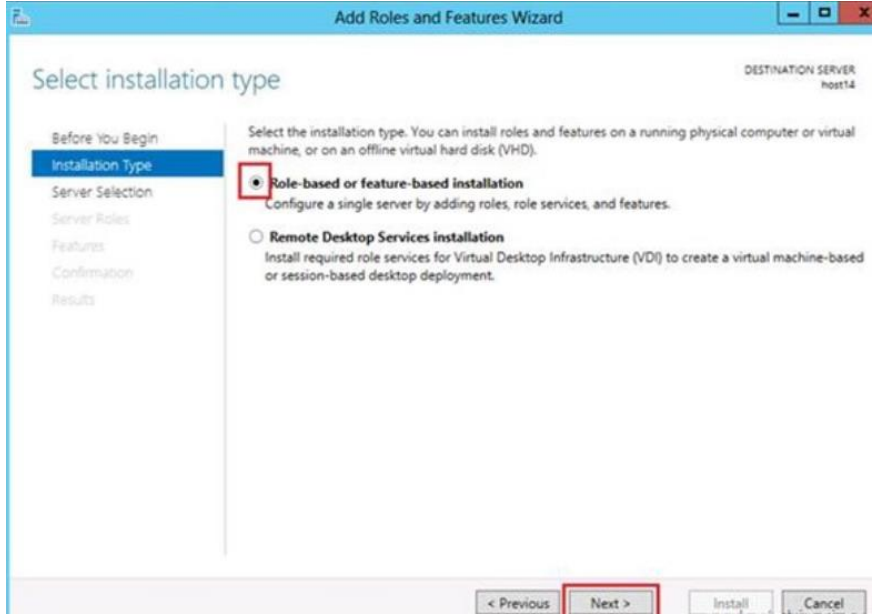 Add Roles and Features Wizard
Select installation type
DESTINATION SERVER
host14
Before You Begin
Installation Type
Server Selection
Server Roles
Features
Confirmation
Results
Select the installation type. You can install roles and features on a running physical computer or virtual
machine, or on an offline virtual hard disk (VHD).
Role-based or feature-based installation
Configure a single server by adding roles, role services, and features.
Remote Desktop Services installation
Install required role services for Virtual Desktop Infrastructure (VDI) to create a virtual machine-based
or session-based desktop deployment.
< Previous
Next >
Install
Cancel